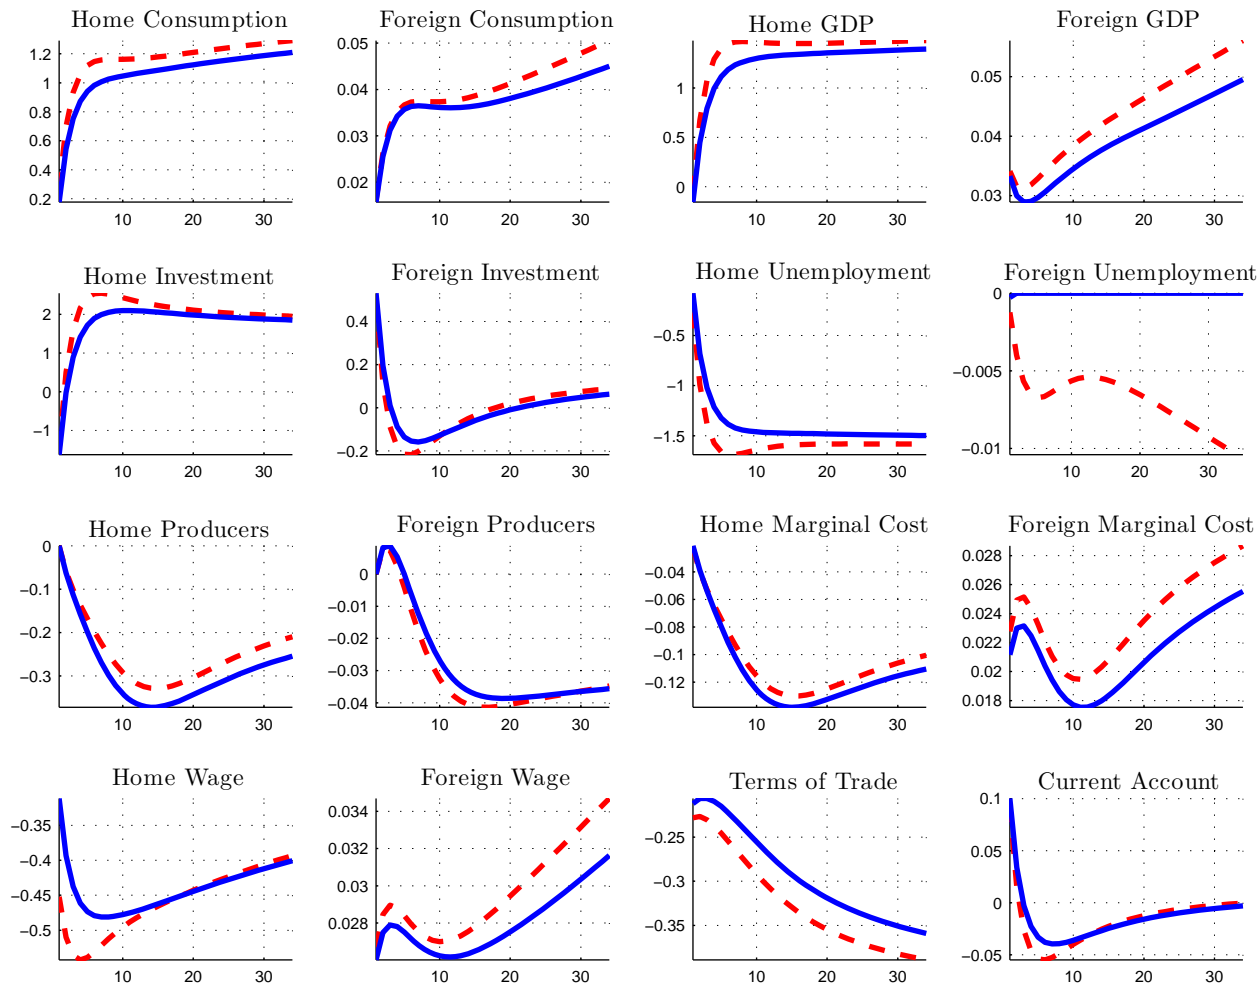 Home Consumption
1.2
1
0.8
0.6
0.4
0.2
10 20 30
Foreign Consumption
0.05
0.04
0.03
0.02
10 20 30
Home GDP
1
0.5
0
10 20 30
Foreign GDP
0.05
0.04
0.03
10 20 30
Home Investment
2
1
0
−1
10 20 30
Foreign Investment
0.4
0.2
0
−0.2
10 20 30
Home Unemployment
−0.5
−1
−1.5
10 20 30
Foreign Unemployment
0
−0.005
−0.01
10 20 30
Home Producers
0
−0.1
−0.2
−0.3
10 20 30
Foreign Producers
0
−0.01
−0.02
−0.03
−0.04
10 20 30
Home Marginal Cost
−0.04
−0.06
−0.08
−0.1
−0.12
10 20 30
Foreign Marginal Cost
0.028
0.026
0.024
0.022
0.02
0.018
10 20 30
Home Wage
−0.35
−0.4
−0.45
−0.5
10 20 30
Foreign Wage
0.034
0.032
0.03
0.028
10 20 30
Terms of Trade
−0.25
−0.3
−0.35
10 20 30
Current Account
0.1
0.05
0
−0.05
10 20 30